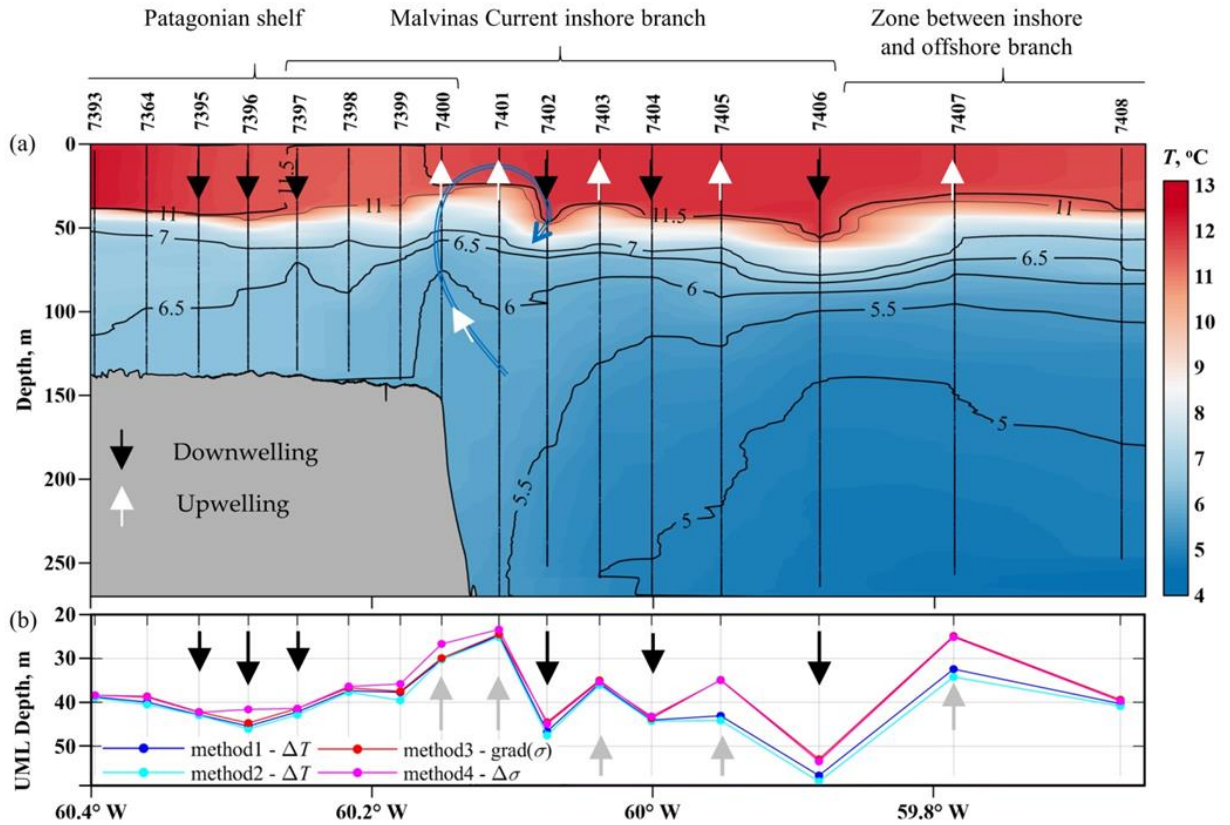 Patagonian shelf
Malvinas Current inshore branch
Zone between inshore
and offshore branch
7393
7364
7395
7396
7397
7398
7399
7400
7401
7402
7403
7404
7405
7406
7407
7408
(a)
T, °C
0
50
100
150
200
250
Depth, m
11
11.5
11
11.5
11
7
6.5
7
6.5
6.5
6
6
5.5
5.5
5
5
Downwelling
Upwelling
13
12
11
10
9
8
7
6
5
4
(b)
20
30
40
50
UML Depth, m
method1 - ΔT
method3 - grad(σ)
method2 - ΔT
method4 - Δσ
60.4° W
60.2° W
60° W
59.8° W